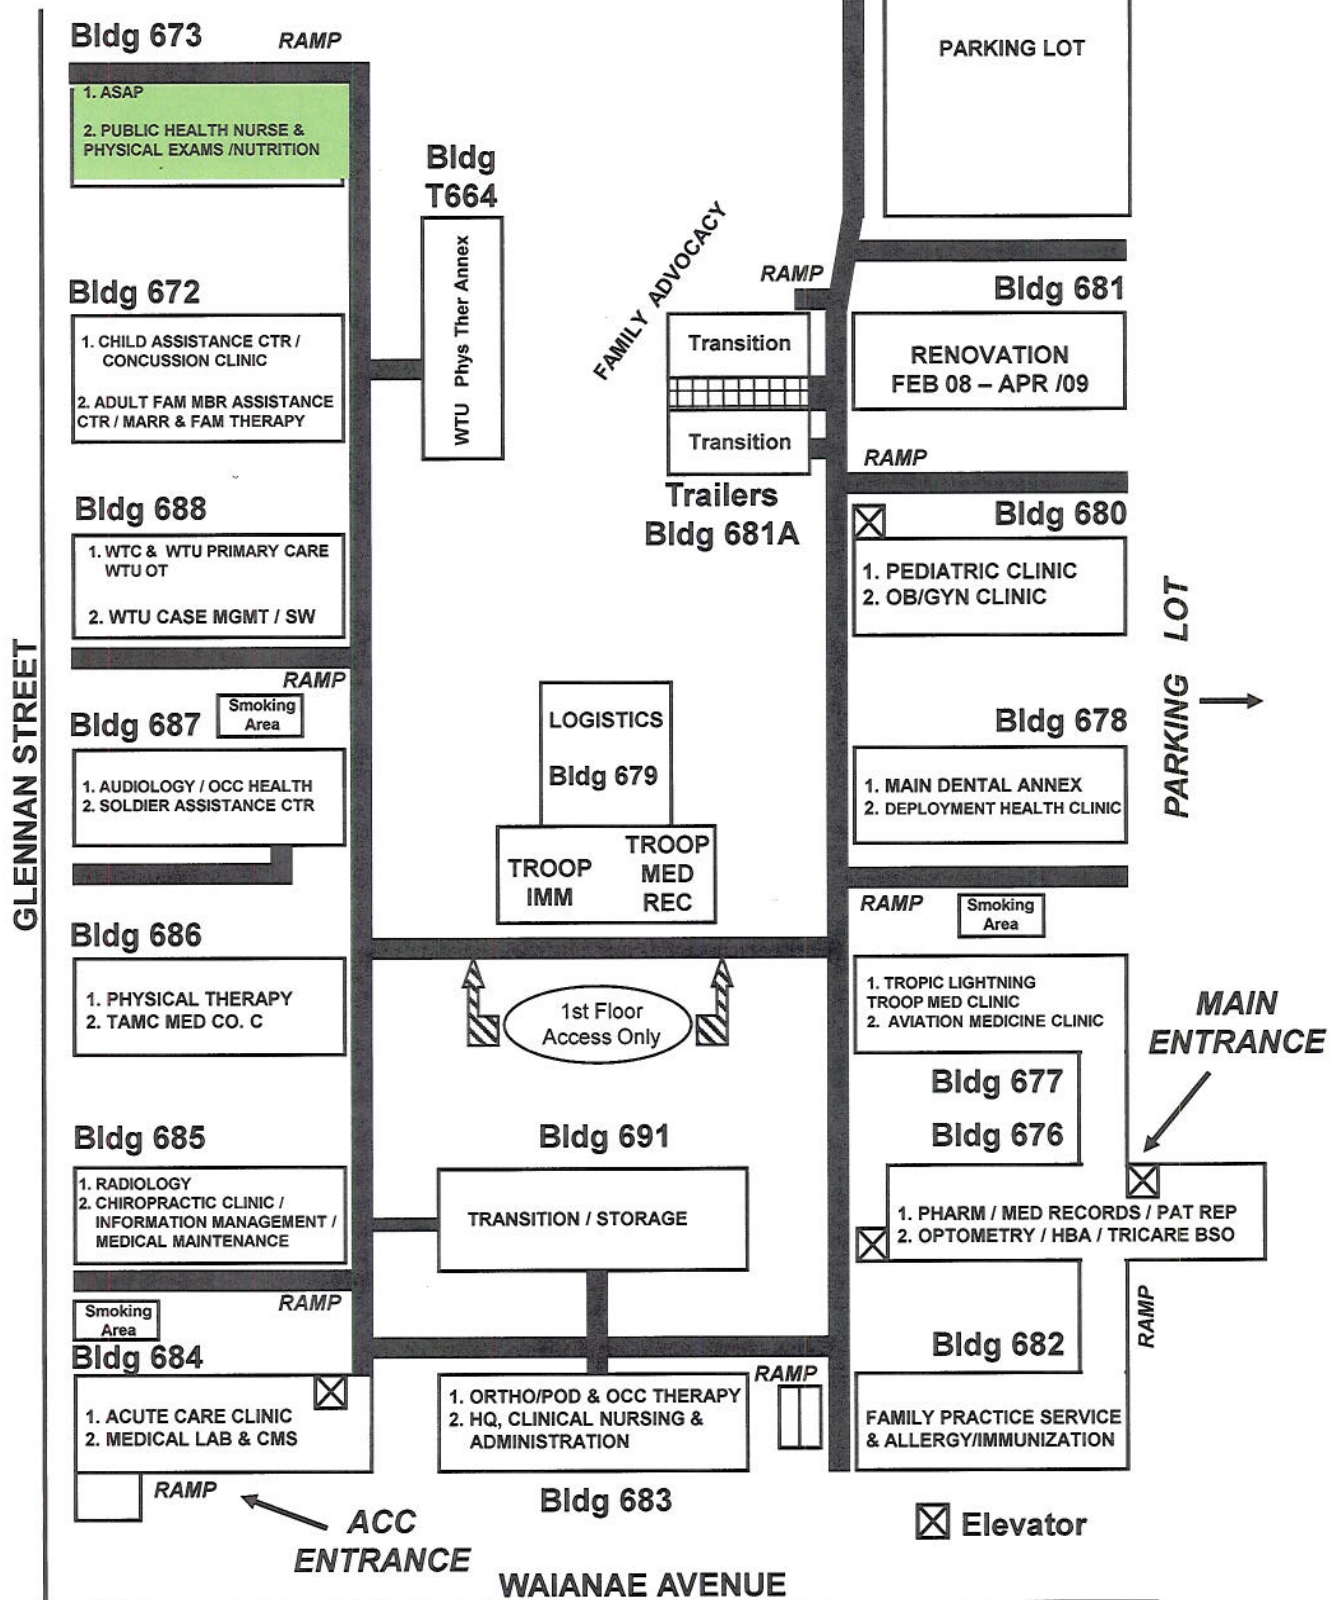 Bldg 673
RAMP
1. ASAP
2. PUBLIC HEALTH NURSE &
PHYSICAL EXAMS /NUTRITION
Bldg 672
1. CHILD ASSISTANCE CTR /
CONCUSSION CLINIC
2. ADULT FAM MBR ASSISTANCE
CTR / MARR & FAM THERAPY
Bldg 688
1. WTC & WTU PRIMARY CARE
WTU OT
2. WTU CASE MGMT / SW
RAMP
Smoking
Area
Bldg 687
1. AUDIOLOGY / OCC HEALTH
2. SOLDIER ASSISTANCE CTR
Bldg 686
1. PHYSICAL THERAPY
2. TAMC MED CO. C
Bldg 685
1. RADIOLOGY
2. CHIROPRACTIC CLINIC /
INFORMATION MANAGEMENT /
MEDICAL MAINTENANCE
RAMP
Smoking
Area
Bldg 684
1. ACUTE CARE CLINIC
2. MEDICAL LAB & CMS
RAMP
ACC
ENTRANCE
GLENNAN STREET
Bldg
T664
WTU Phys Ther Annex
FAMILY ADVOCACY
RAMP
Transition
Transition
Trailers
Bldg 681A
LOGISTICS
Bldg 679
TROOP
IMM
TROOP
MED
REC
1st Floor
Access Only
Bldg 691
TRANSITION / STORAGE
1. ORTHO/POD & OCC THERAPY
2. HQ, CLINICAL NURSING &
ADMINISTRATION
Bldg 683
RAMP
PARKING LOT
Bldg 681
RENOVATION
FEB 08 – APR /09
RAMP
Bldg 680
1. PEDIATRIC CLINIC
2. OB/GYN CLINIC
PARKING LOT
Bldg 678
1. MAIN DENTAL ANNEX
2. DEPLOYMENT HEALTH CLINIC
RAMP
Smoking
Area
1. TROPIC LIGHTNING
TROOP MED CLINIC
2. AVIATION MEDICINE CLINIC
MAIN
ENTRANCE
Bldg 677
Bldg 676
1. PHARM / MED RECORDS / PAT REP
2. OPTOMETRY / HBA / TRICARE BSO
RAMP
Bldg 682
FAMILY PRACTICE SERVICE
& ALLERGY/IMMUNIZATION
Elevator
WAIANAE AVENUE